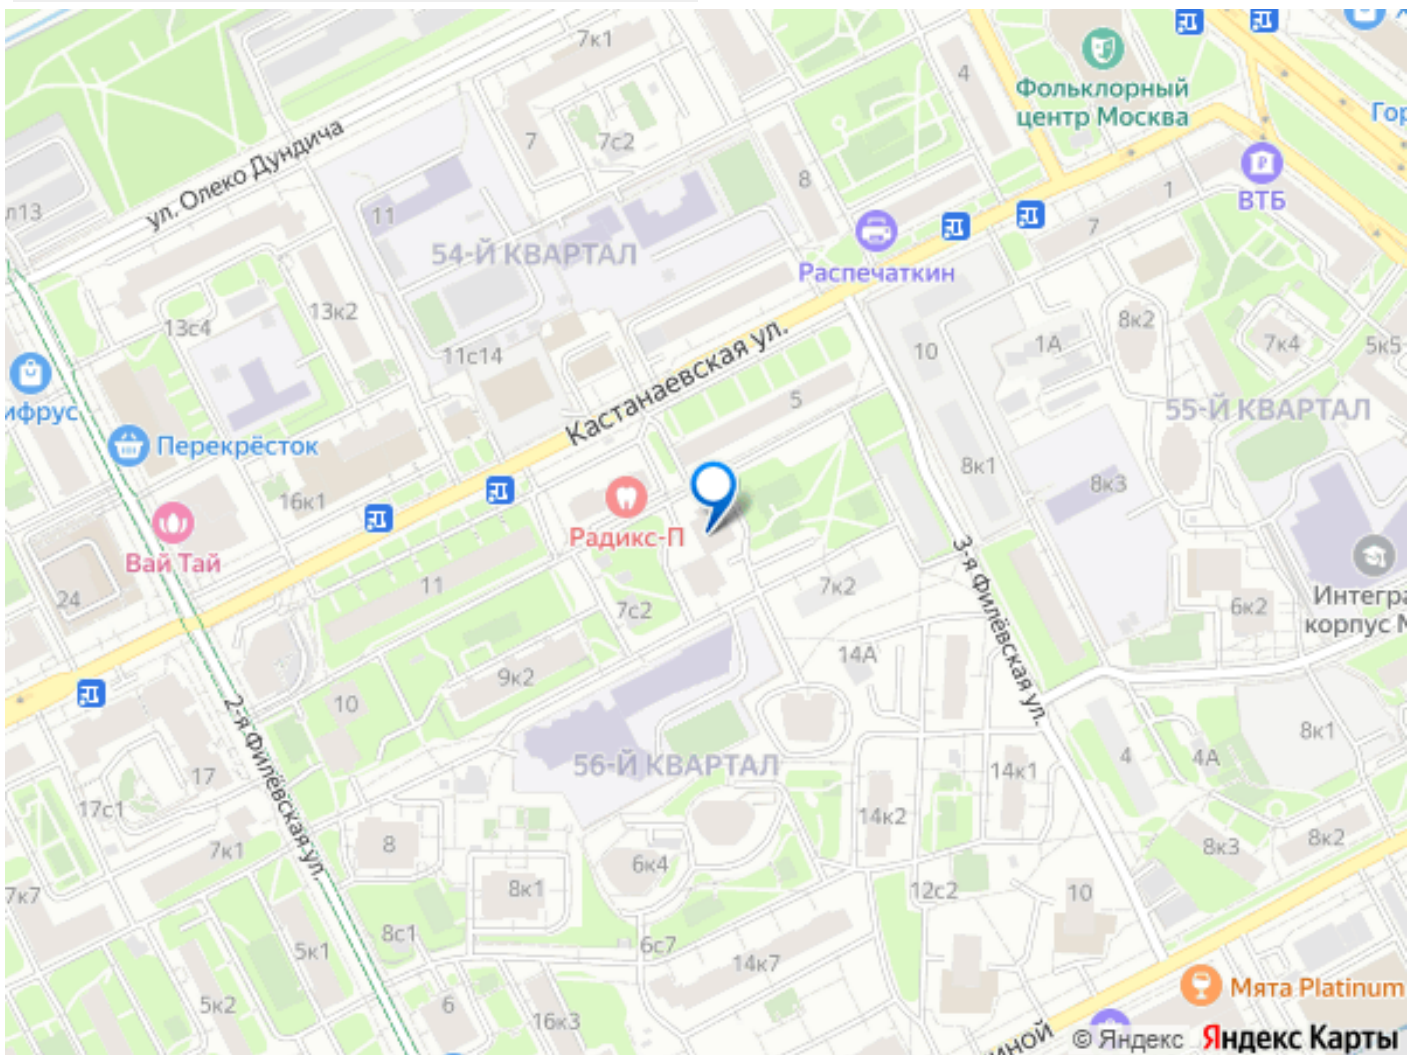 7к1
4
Фольклорный
центр Москва
Гор
7
7с2
ул. Олеко Дундича
8
1
ВТБ
л13
11
7
54-Й КВАРТАЛ
Распечаткин
13к2
13с4
8к2
Кастанаевская ул.
10
1А
7к4
5к5
11с14
ифрус
5
55-Й КВАРТАЛ
Перекрёсток
8к1
8к3
16к1
Радикс-П
Вай Тай
3-я Филёвская ул.
11
7к2
24
7с2
6к2
Интегра
корпус №
14А
9к2
10
2-я Филёвская ул.
8к1
56-Й КВАРТАЛ
4
4А
14к1
17
17с1
14к2
8
7к1
6к4
8к3
8к2
7к7
8к1
12с2
10
8с1
6с7
5к1
14к7
Мята Platinum
5к2
6
16к3
иной
© Яндекс Яндекс Карты